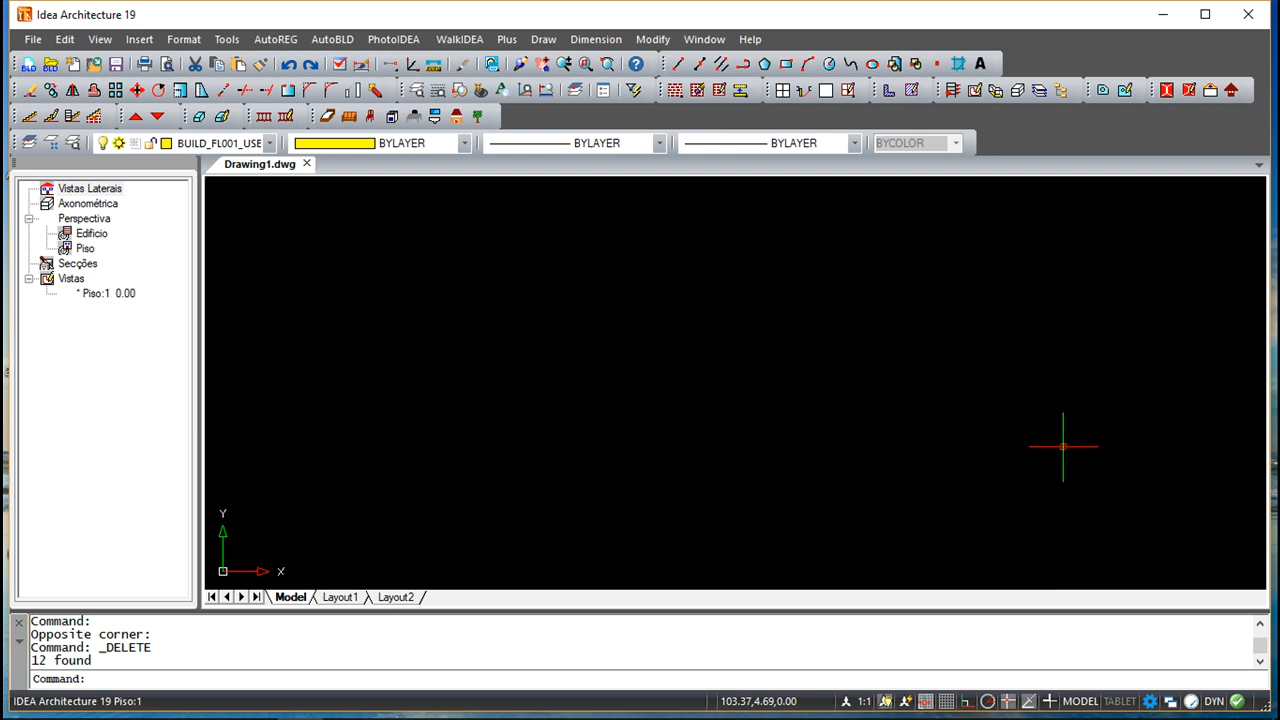 Idea Architecture 19
File Edit View Insert Format Tools AutoREG AutoBLD PhotoIDEA WalkIDEA Plus Draw Dimension Modify Window Help
BUILD_FL001_USE BYLAYER BYLAYER BYLAYER BYCOLOR
Drawing1.dwg
Vistas Laterais
Axonométrica
Perspectiva
Edificio
Piso
Secções
Vistas
* Piso:1 0.00
Y
X
Model Layout1 Layout2
Command:
Opposite corner:
Command: _DELETE
12 found
Command:
IDEA Architecture 19 Piso:1 103.37,4.69,0.00 1:1 MODEL TABLET DYN